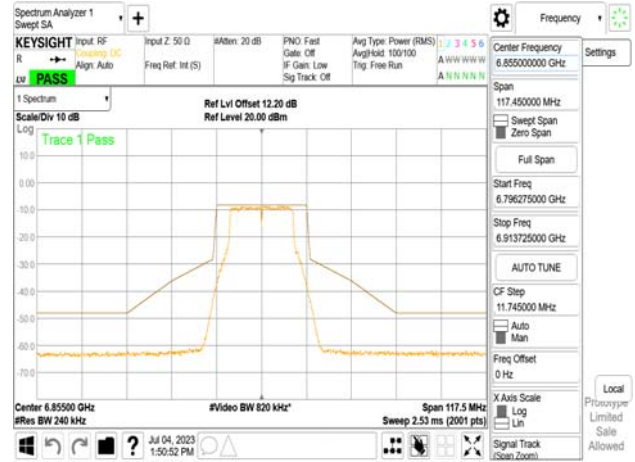 Spectrum Analyzer 1
Swept SA
+
Frequency
KEYSIGHT
Input: RF
Coupling: DC
Align: Auto
Input Z: 50 Ω
Freq Ref: Int (S)
#Atten: 20 dB
PNO: Fast
Gate: Off
IF Gain: Low
Sig Track: Off
Avg Type: Power (RMS)
Avg|Hold: 100/100
Trig: Free Run
1 2 3 4 5 6
A W W W W W
A N N N N N
R
LV
PASS
1 Spectrum
Scale/Div 10 dB
Ref Lvl Offset 12.20 dB
Ref Level 20.00 dBm
Log
Trace 1 Pass
10.0
0.00
-10.0
-20.0
-30.0
-40.0
-50.0
-60.0
-70.0
Center 6.85500 GHz
#Video BW 820 kHz*
Span 117.5 MHz
#Res BW 240 kHz
Sweep 2.53 ms (2001 pts)
?
Jul 04, 2023
1:50:52 PM
Center Frequency
6.855000000 GHz
Settings
Span
117.450000 MHz
Swept Span
Zero Span
Full Span
Start Freq
6.796275000 GHz
Stop Freq
6.913725000 GHz
AUTO TUNE
CF Step
11.745000 MHz
Auto
Man
Freq Offset
0 Hz
X Axis Scale
Log
Lin
Signal Track
(Span Zoom)
Local
Prototype
Limited
Sale
Allowed